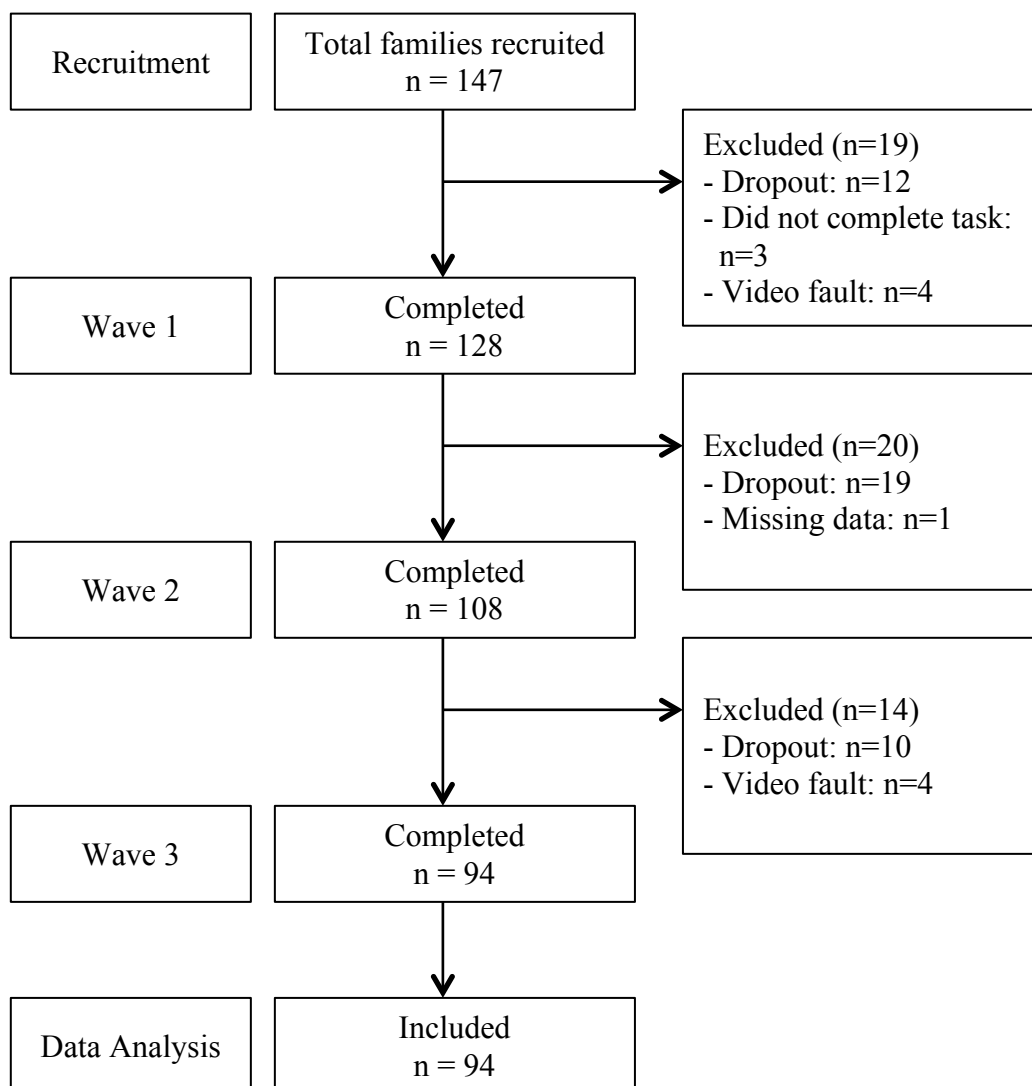 Recruitment
Total families recruited
n = 147
Excluded (n=19)
- Dropout: n=12
- Did not complete task:
n=3
- Video fault: n=4
Wave 1
Completed
n = 128
Excluded (n=20)
- Dropout: n=19
- Missing data: n=1
Wave 2
Completed
n = 108
Excluded (n=14)
- Dropout: n=10
- Video fault: n=4
Wave 3
Completed
n = 94
Data Analysis
Included
n = 94